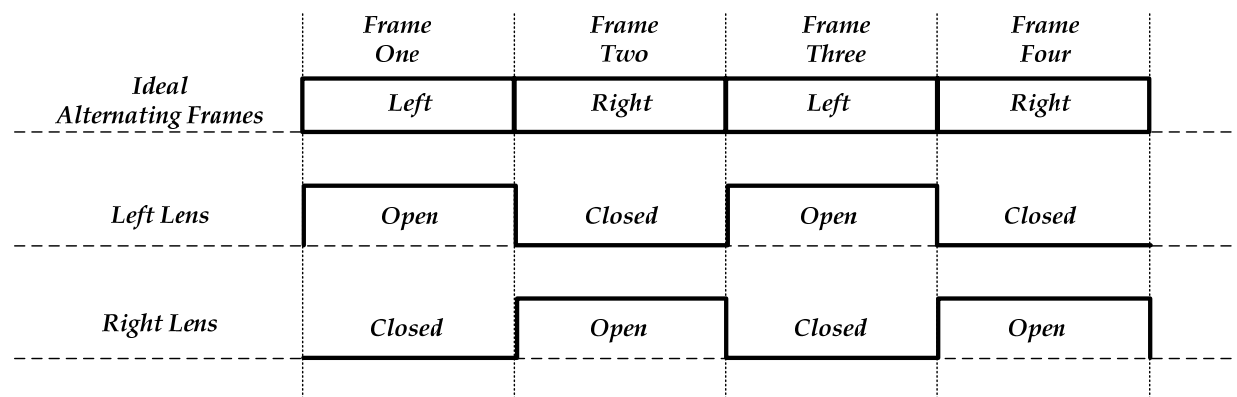 Frame
One
Frame
Two
Frame
Three
Frame
Four
Ideal
Alternating Frames
Left
Right
Left
Right
Left Lens
Open
Closed
Open
Closed
Right Lens
Closed
Open
Closed
Open